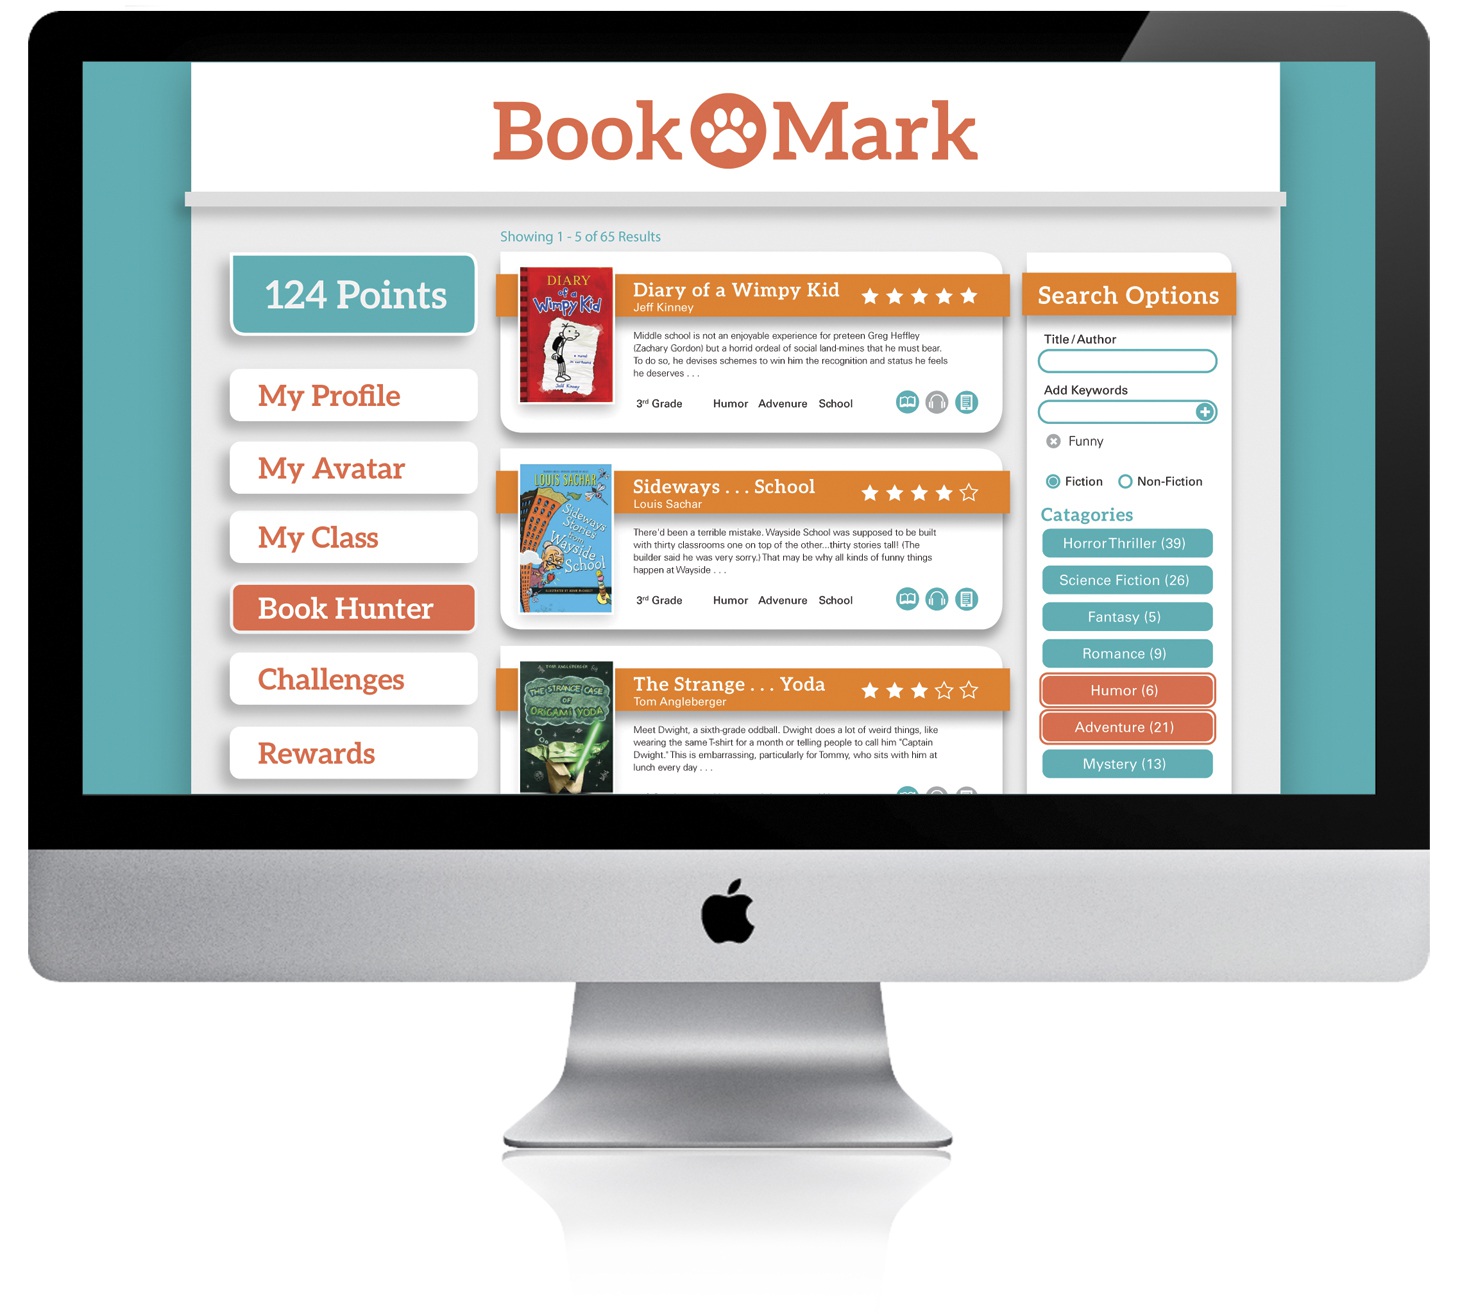 Book Mark
Showing 1 - 5 of 65 Results
124 Points
My Profile
My Avatar
My Class
Book Hunter
Challenges
Rewards
DIARY
of a
Wimpy Kid
a novel
in cartoons
Jeff Kinney
Diary of a Wimpy Kid
Jeff Kinney
Middle school is not an enjoyable experience for preteen Greg Heffley
(Zachary Gordon) but a horrid ordeal of social land-mines that he must bear.
To do so, he devises schemes to win him the recognition and status he feels
he deserves . . .
3rd Grade Humor Advenure School
LOUIS SACHAR
Sideways
Stories
from
Wayside
School
Sideways . . . School
Louis Sachar
There'd been a terrible mistake. Wayside School was supposed to be built
with thirty classrooms one on top of the other...thirty stories tall! (The
builder said he was very sorry.) That may be why all kinds of funny things
happen at Wayside . . .
3rd Grade Humor Advenure School
TOM ANGLEBERGER
THE STRANGE CASE
OF
ORIGAMI YODA
The Strange . . . Yoda
Tom Angleberger
Meet Dwight, a sixth-grade oddball. Dwight does a lot of weird things, like
wearing the same T-shirt for a month or telling people to call him "Captain
Dwight." This is embarrassing, particularly for Tommy, who sits with him at
lunch every day . . .
Search Options
Title / Author
Add Keywords
Funny
Fiction Non-Fiction
Catagories
Horror Thriller (39)
Science Fiction (26)
Fantasy (5)
Romance (9)
Humor (6)
Adventure (21)
Mystery (13)